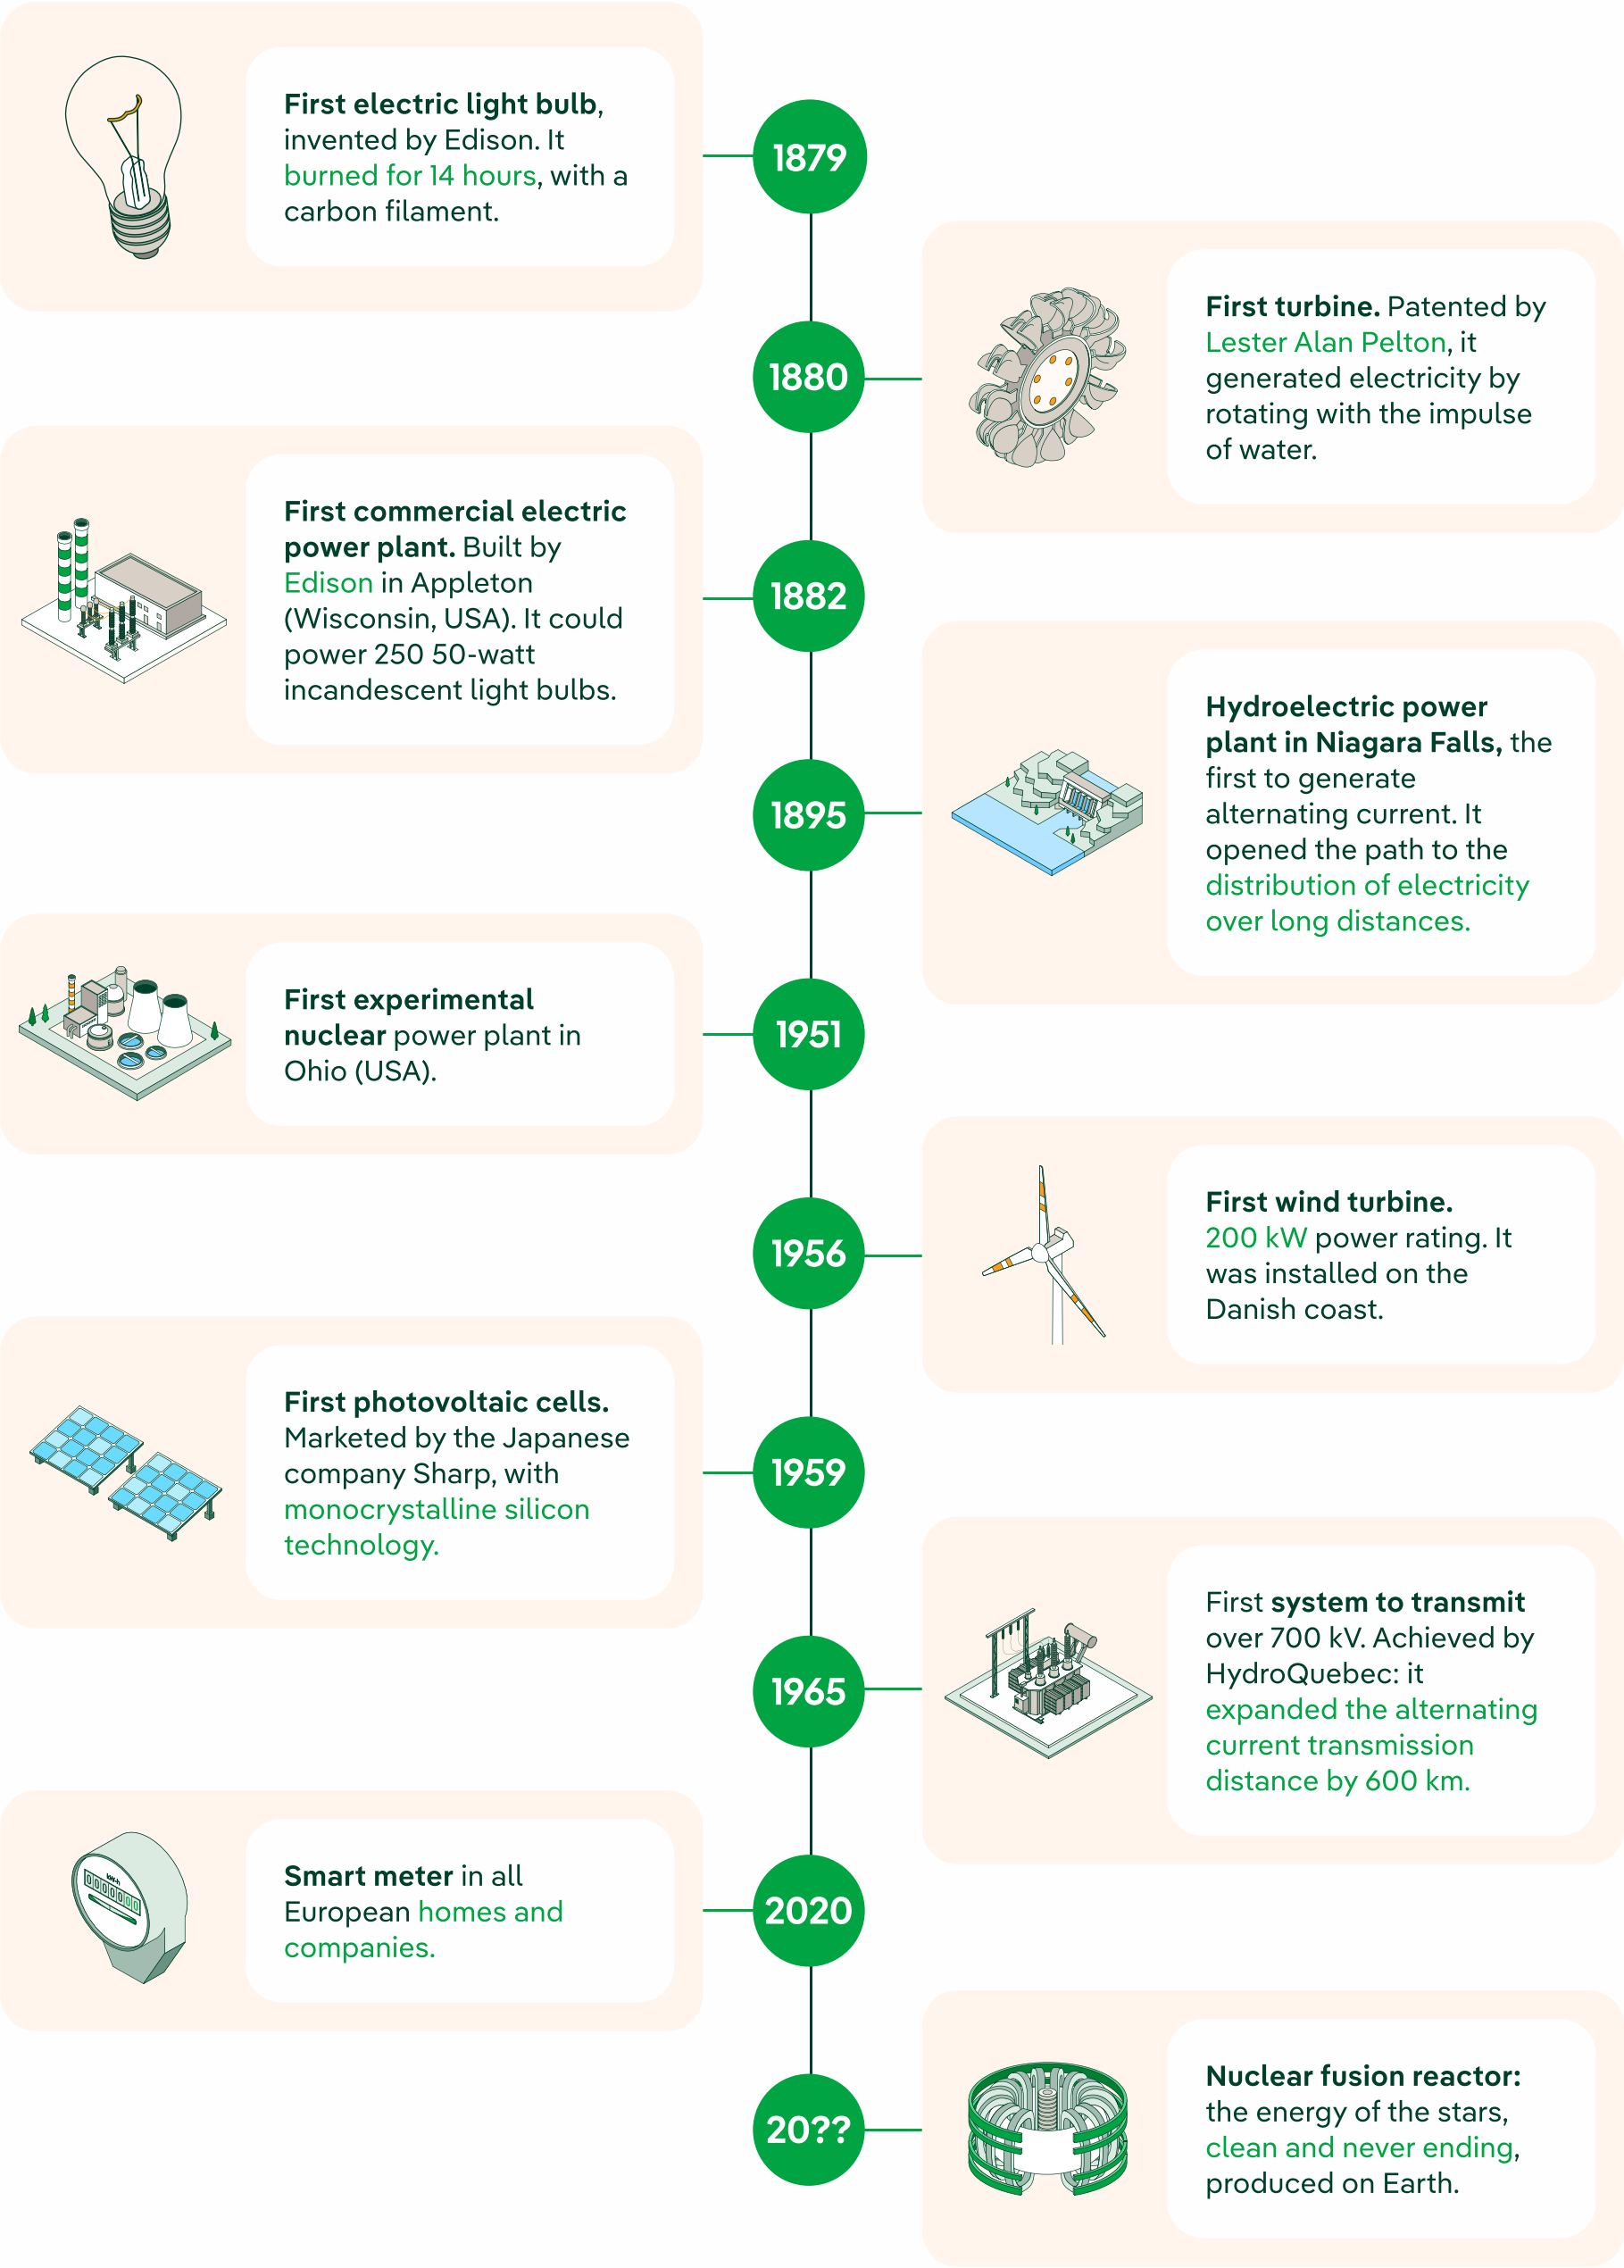 First electric light bulb,
invented by Edison. It
burned for 14 hours, with a
carbon filament.
1879
1880
First turbine. Patented by
Lester Alan Pelton, it
generated electricity by
rotating with the impulse
of water.
First commercial electric
power plant. Built by
Edison in Appleton
(Wisconsin, USA). It could
power 250 50-watt
incandescent light bulbs.
1882
1895
Hydroelectric power
plant in Niagara Falls, the
first to generate
alternating current. It
opened the path to the
distribution of electricity
over long distances.
First experimental
nuclear power plant in
Ohio (USA).
1951
1956
First wind turbine.
200 kW power rating. It
was installed on the
Danish coast.
First photovoltaic cells.
Marketed by the Japanese
company Sharp, with
monocrystalline silicon
technology.
1959
1965
First system to transmit
over 700 kV. Achieved by
HydroQuebec: it
expanded the alternating
current transmission
distance by 600 km.
kW·h
0000000
Smart meter in all
European homes and
companies.
2020
20??
Nuclear fusion reactor:
the energy of the stars,
clean and never ending,
produced on Earth.